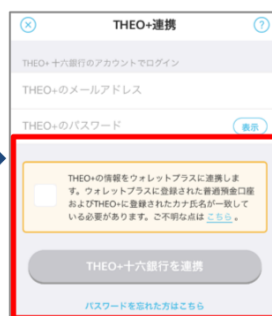 THEO+連携
?
THEO+ 十六銀行のアカウントでログイン
THEO+のメールアドレス
THEO+のパスワード
表示
THEO+の情報をウォレットプラスに連携しま
す。ウォレットプラスに登録された普通預金口座
およびTHEO+に登録されたカナ氏名が一致して
いる必要があります。ご不明な点は こちら 。
THEO+十六銀行を連携
パスワードを忘れた方はこちら